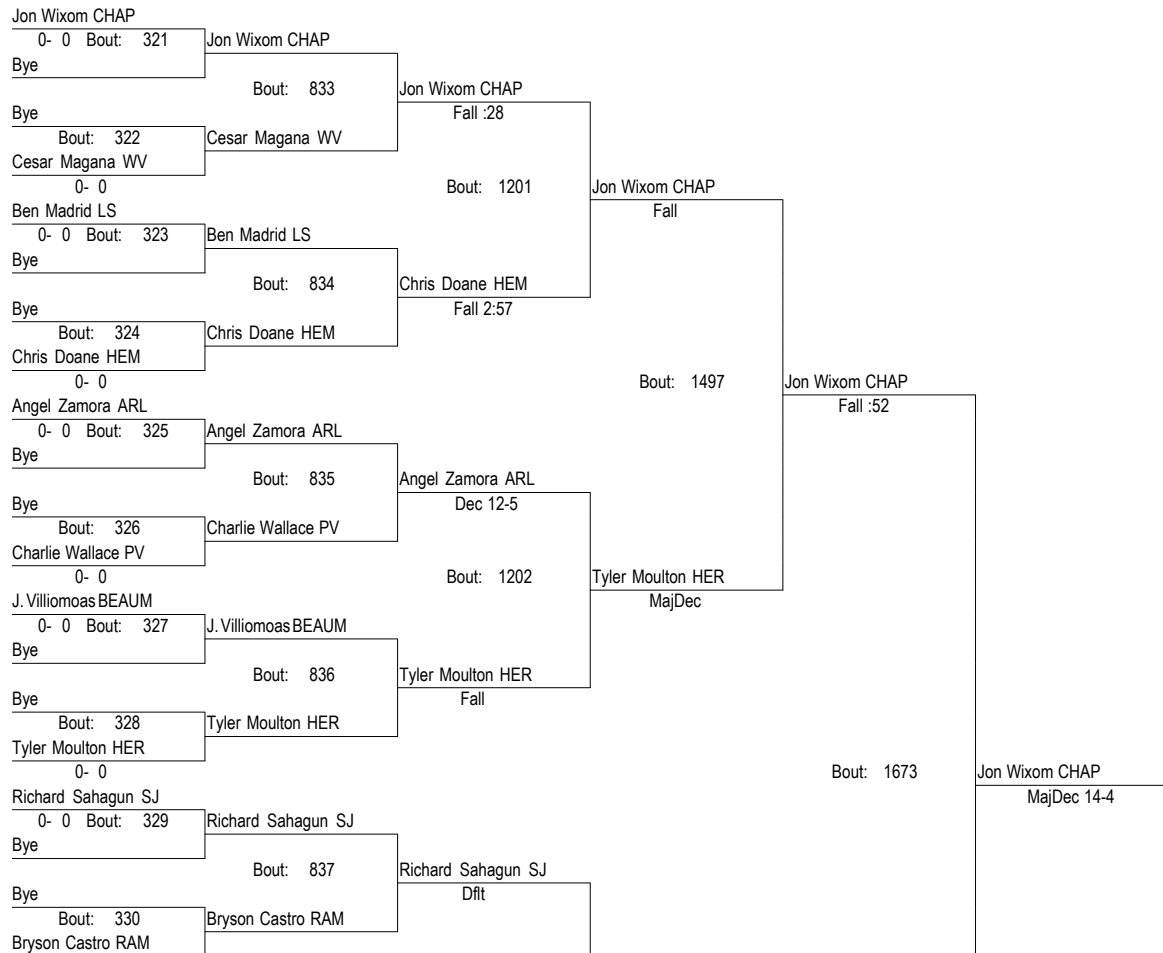 Jon Wixom CHAP
0- 0 Bout: 321 Jon Wixom CHAP
Bye
Bout: 833 Jon Wixom CHAP
Bye Fall :28
Bout: 322 Cesar Magana WV
Cesar Magana WV
0- 0 Bout: 1201 Jon Wixom CHAP
Ben Madrid LS Fall
0- 0 Bout: 323 Ben Madrid LS
Bye
Bout: 834 Chris Doane HEM
Bye Fall 2:57
Bout: 324 Chris Doane HEM
Chris Doane HEM
0- 0 Bout: 1497 Jon Wixom CHAP
Angel Zamora ARL Fall :52
0- 0 Bout: 325 Angel Zamora ARL
Bye
Bout: 835 Angel Zamora ARL
Bye Dec 12-5
Bout: 326 Charlie Wallace PV
Charlie Wallace PV
0- 0 Bout: 1202 Tyler Moulton HER
J. Villiomoas BEAUM MajDec
0- 0 Bout: 327 J. Villiomoas BEAUM
Bye
Bout: 836 Tyler Moulton HER
Bye Fall
Bout: 328 Tyler Moulton HER
Tyler Moulton HER
0- 0 Bout: 1673 Jon Wixom CHAP
Richard Sahagun SJ MajDec 14-4
0- 0 Bout: 329 Richard Sahagun SJ
Bye
Bout: 837 Richard Sahagun SJ
Bye Dflt
Bout: 330 Bryson Castro RAM
Bryson Castro RAM